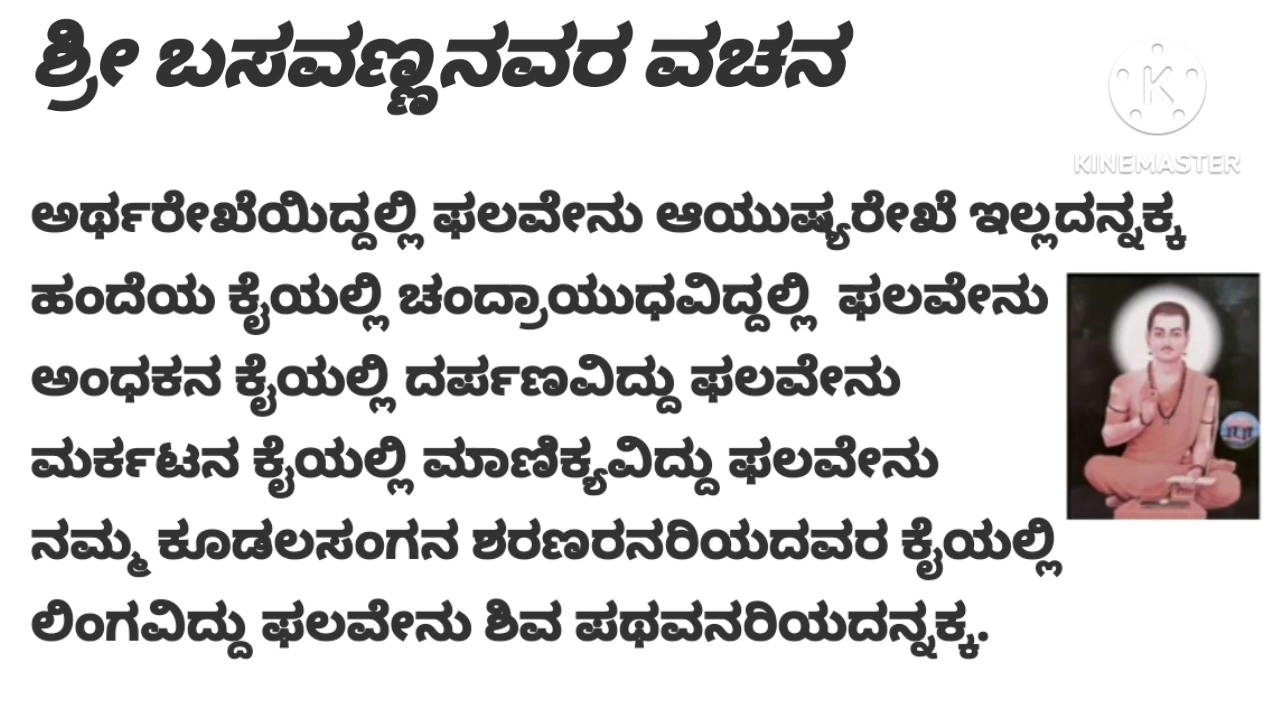 ಶ್ರೀ ಬಸವಣ್ಣನವರ ವಚನ
KINEMASTER
ಅರ್ಥರೇಖೆಯಿದ್ದಲ್ಲಿ ಫಲವೇನು ಆಯುಷ್ಯರೇಖೆ ಇಲ್ಲದನ್ನಕ್ಕ
ಹಂದೆಯ ಕೈಯಲ್ಲಿ ಚಂದ್ರಾಯುಧವಿದ್ದಲ್ಲಿ ಫಲವೇನು
ಅಂಧಕನ ಕೈಯಲ್ಲಿ ದರ್ಪಣವಿದ್ದು ಫಲವೇನು
ಮರ್ಕಟನ ಕೈಯಲ್ಲಿ ಮಾಣಿಕ್ಯವಿದ್ದು ಫಲವೇನು
ನಮ್ಮ ಕೂಡಲಸಂಗನ ಶರಣರನರಿಯದವರ ಕೈಯಲ್ಲಿ
ಲಿಂಗವಿದ್ದು ಫಲವೇನು ಶಿವ ಪಥವನರಿಯದನ್ನಕ್ಕ.